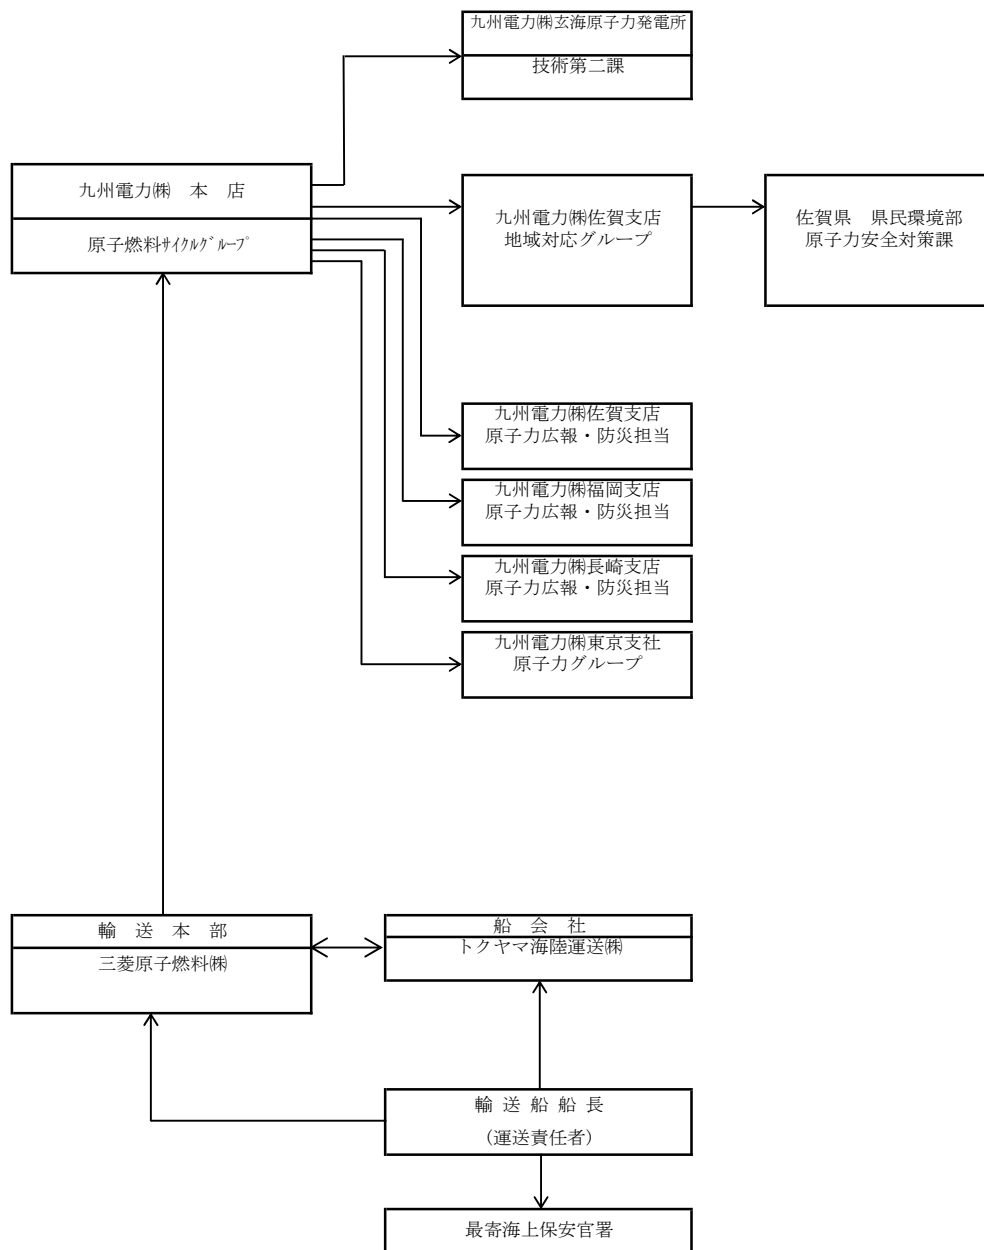 九州電力㈱玄海原子力発電所
技術第二課
九州電力㈱　本　店
原子燃料ｻｲｸﾙｸﾞﾙｰﾌﾟ
九州電力㈱佐賀支店
地域対応グループ
佐賀県　県民環境部
原子力安全対策課
九州電力㈱佐賀支店
原子力広報・防災担当
九州電力㈱福岡支店
原子力広報・防災担当
九州電力㈱長崎支店
原子力広報・防災担当
九州電力㈱東京支社
原子力グループ
輸　送　本　部
三菱原子燃料㈱
船　会　社
トクヤマ海陸運送㈱
輸 送 船 船 長
（運送責任者）
最寄海上保安官署